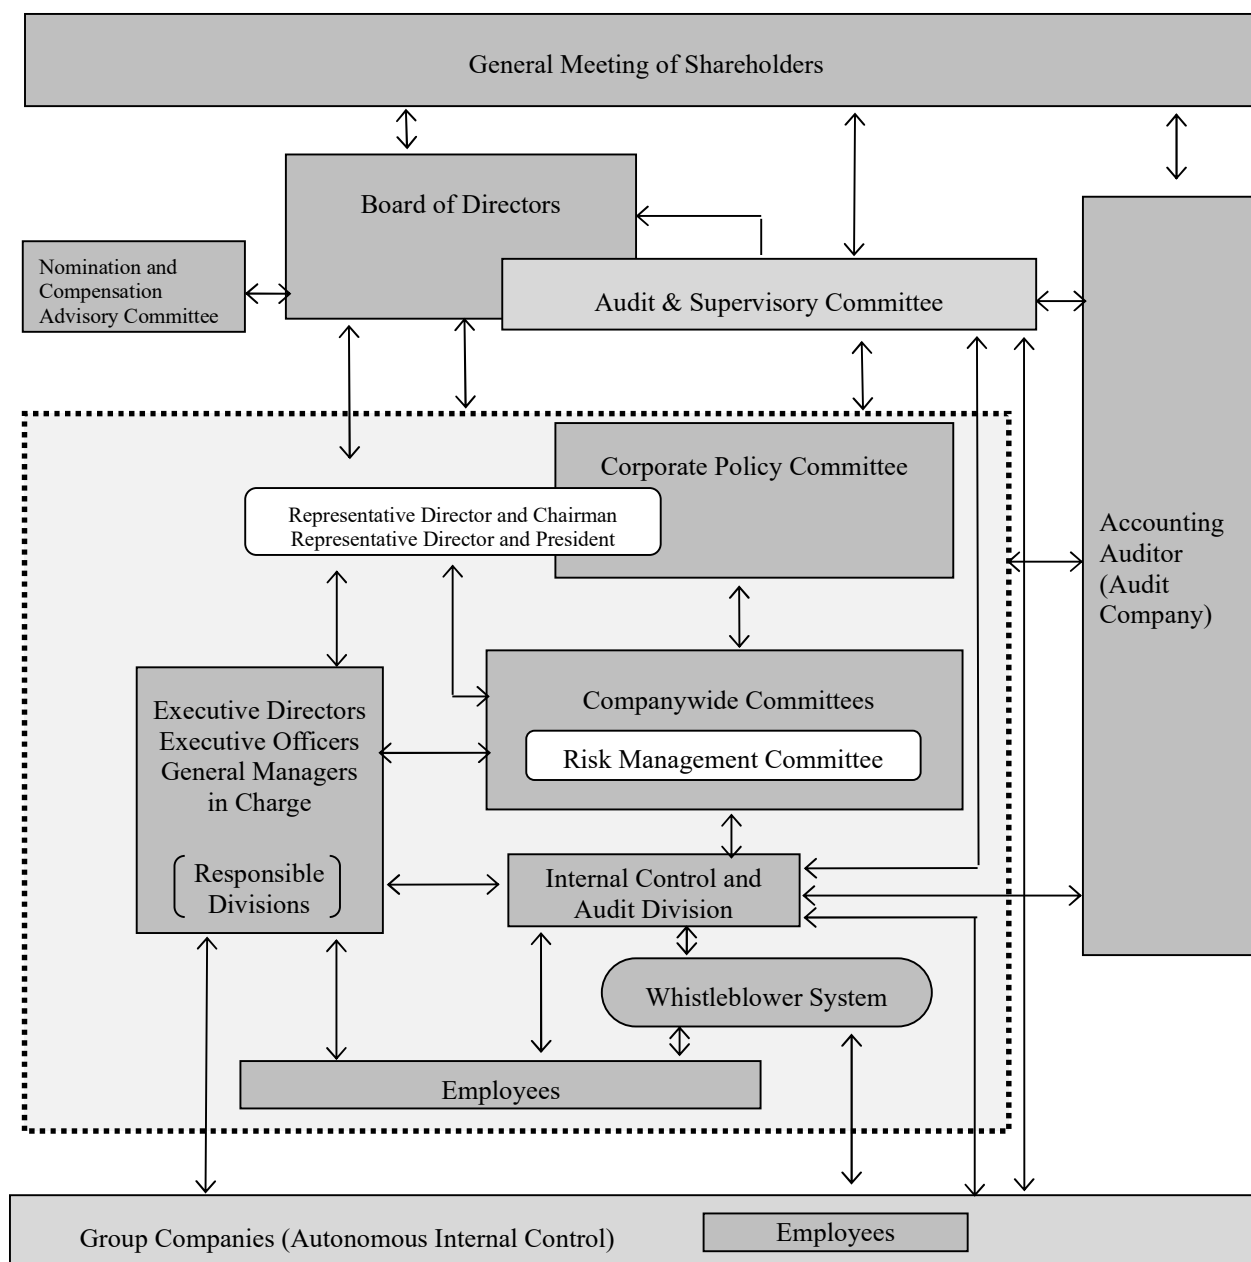 General Meeting of Shareholders
Board of Directors
Nomination and
Compensation
Advisory Committee
Audit & Supervisory Committee
Corporate Policy Committee
Representative Director and Chairman
Representative Director and President
Accounting
Auditor
(Audit
Company)
Executive Directors
Executive Officers
General Managers
in Charge
Responsible
Divisions
Companywide Committees
Risk Management Committee
Internal Control and
Audit Division
Whistleblower System
Employees
Group Companies (Autonomous Internal Control)
Employees